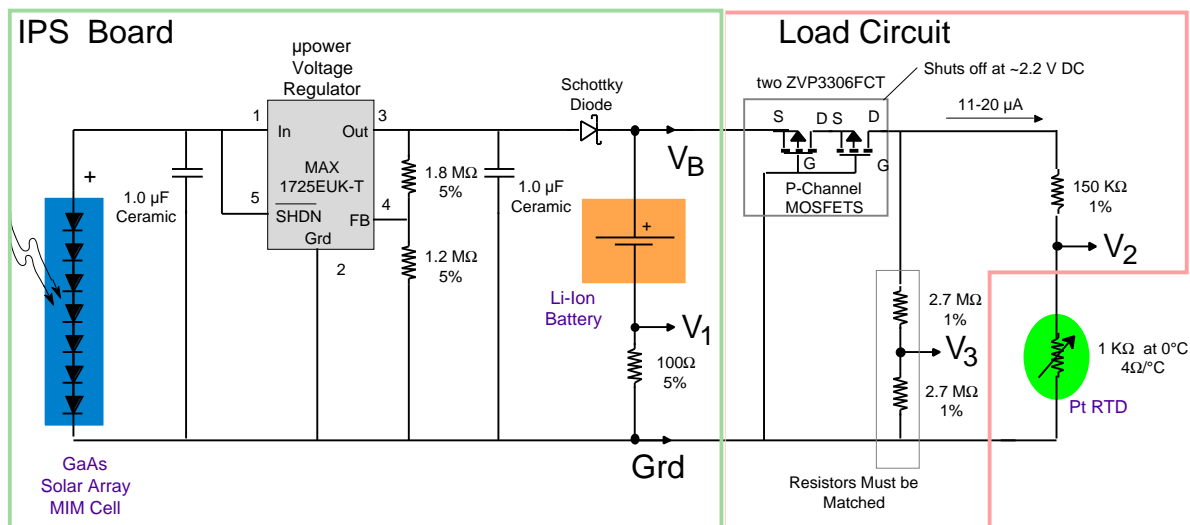 IPS Board
Load Circuit
µpower
Voltage
Regulator
Schottky
Diode
two ZVP3306FCT
Shuts off at ~2.2 V DC
1
In
Out
3
MAX
1725EUK-T
5
SHDN
FB
4
Grd
2
+
1.0 µF
Ceramic
1.8 MΩ
5%
1.2 MΩ
5%
1.0 µF
Ceramic
VB
S
D
S
D
G
G
P-Channel
MOSFETS
11-20 µA
150 KΩ
1%
V2
+
Li-Ion
Battery
V1
100Ω
5%
2.7 MΩ
1%
V3
2.7 MΩ
1%
1 KΩ at 0°C
4Ω/°C
Pt RTD
Grd
GaAs
Solar Array
MIM Cell
Resistors Must be
Matched